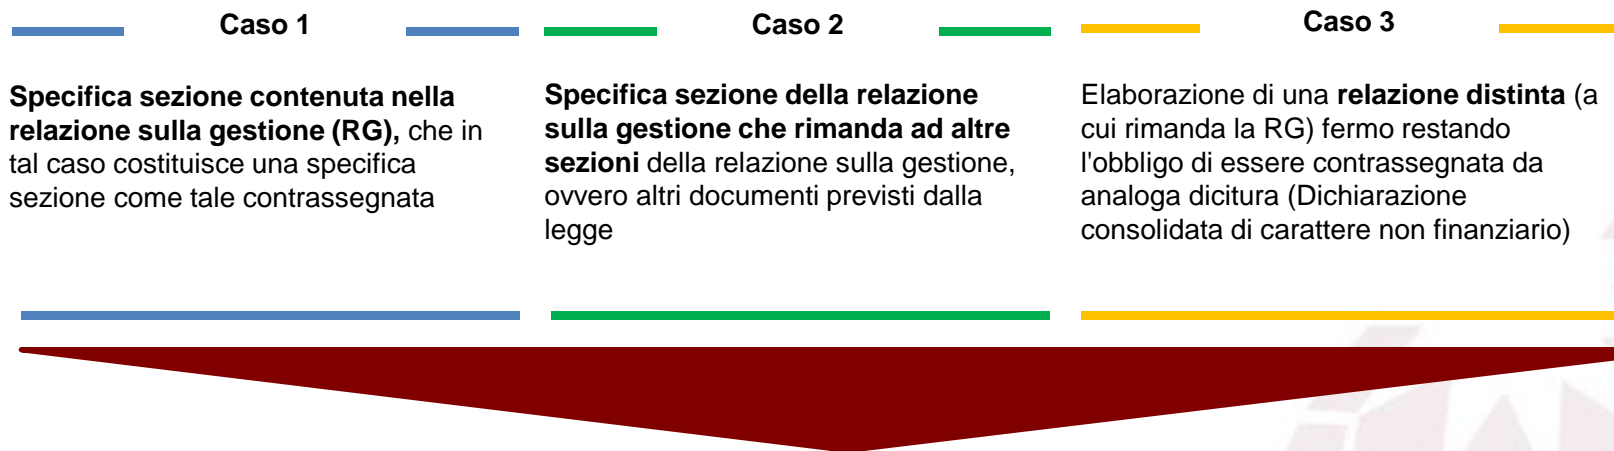 Caso 1
Specifica sezione contenuta nella
relazione sulla gestione (RG), che in
tal caso costituisce una specifica
sezione come tale contrassegnata
Caso 2
Specifica sezione della relazione
sulla gestione che rimanda ad altre
sezioni della relazione sulla gestione,
ovvero altri documenti previsti dalla
legge
Caso 3
Elaborazione di una relazione distinta (a
cui rimanda la RG) fermo restando
l'obbligo di essere contrassegnata da
analoga dicitura (Dichiarazione
consolidata di carattere non finanziario)